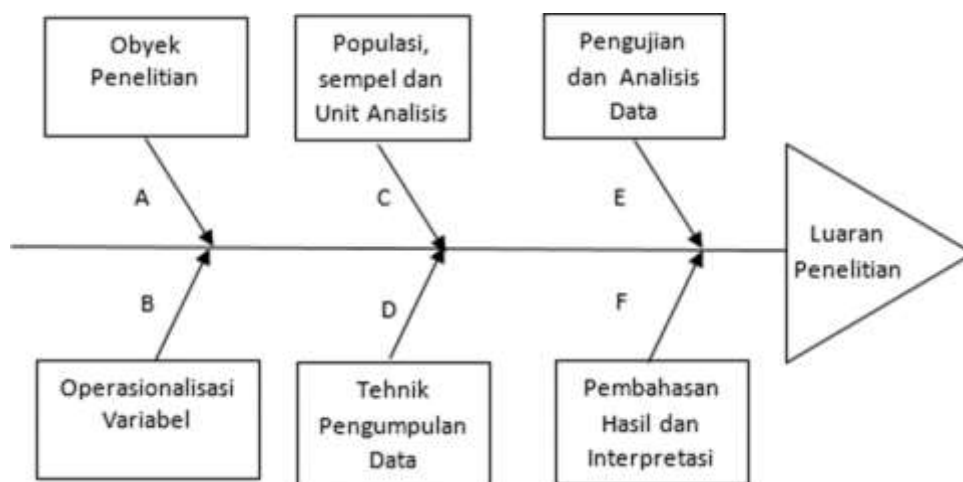 Obyek
Penelitian
Populasi,
sempel dan
Unit Analisis
Pengujian
dan Analisis
Data
A
C
E
Luaran
Penelitian
B
D
F
Operasionalisasi
Variabel
Tehnik
Pengumpulan
Data
Pembahasan
Hasil dan
Interpretasi